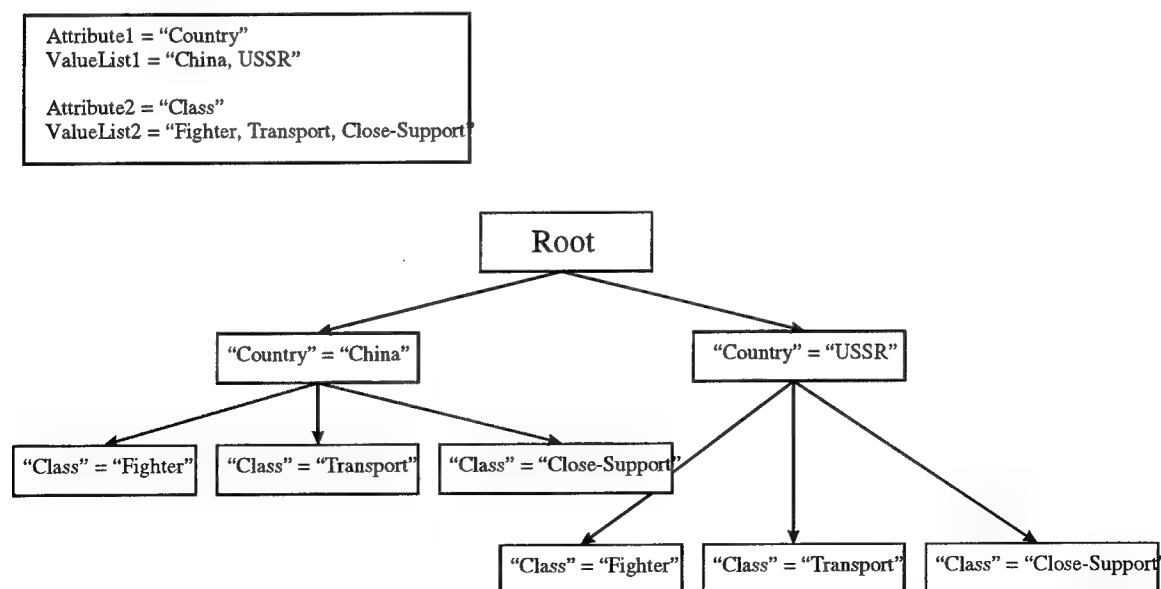 Attribute1 = “Country”
ValueList1 = “China, USSR”
Attribute2 = “Class”
ValueList2 = “Fighter, Transport, Close-Support”
Root
“Country” = “China”
“Country” = “USSR”
“Class” = “Fighter”
“Class” = “Transport”
“Class” = “Close-Support”
“Class” = “Fighter”
“Class” = “Transport”
“Class” = “Close-Support”